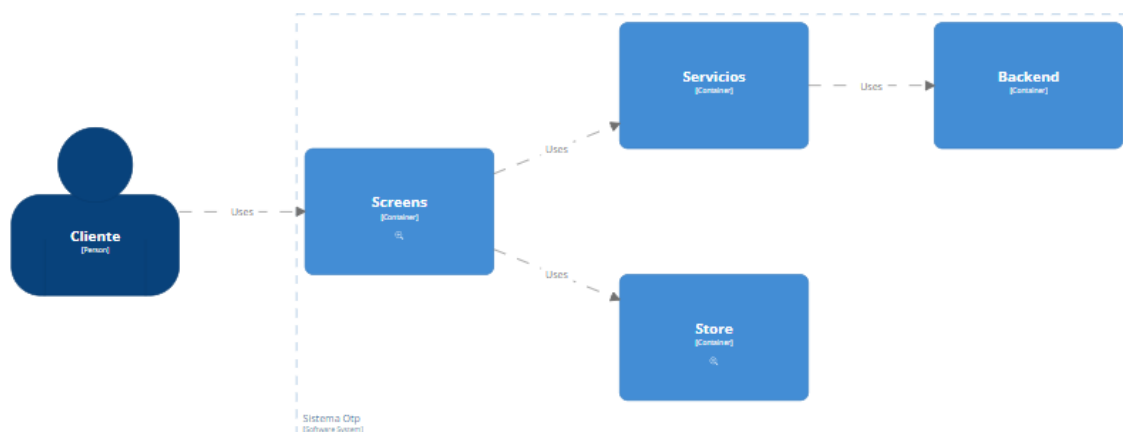 Servicios
[Container]
Uses
Backend
[Container]
Uses
Screens
[Container]
Uses
Cliente
[Person]
Uses
Store
[Container]
Sistema Otp
[Software System]